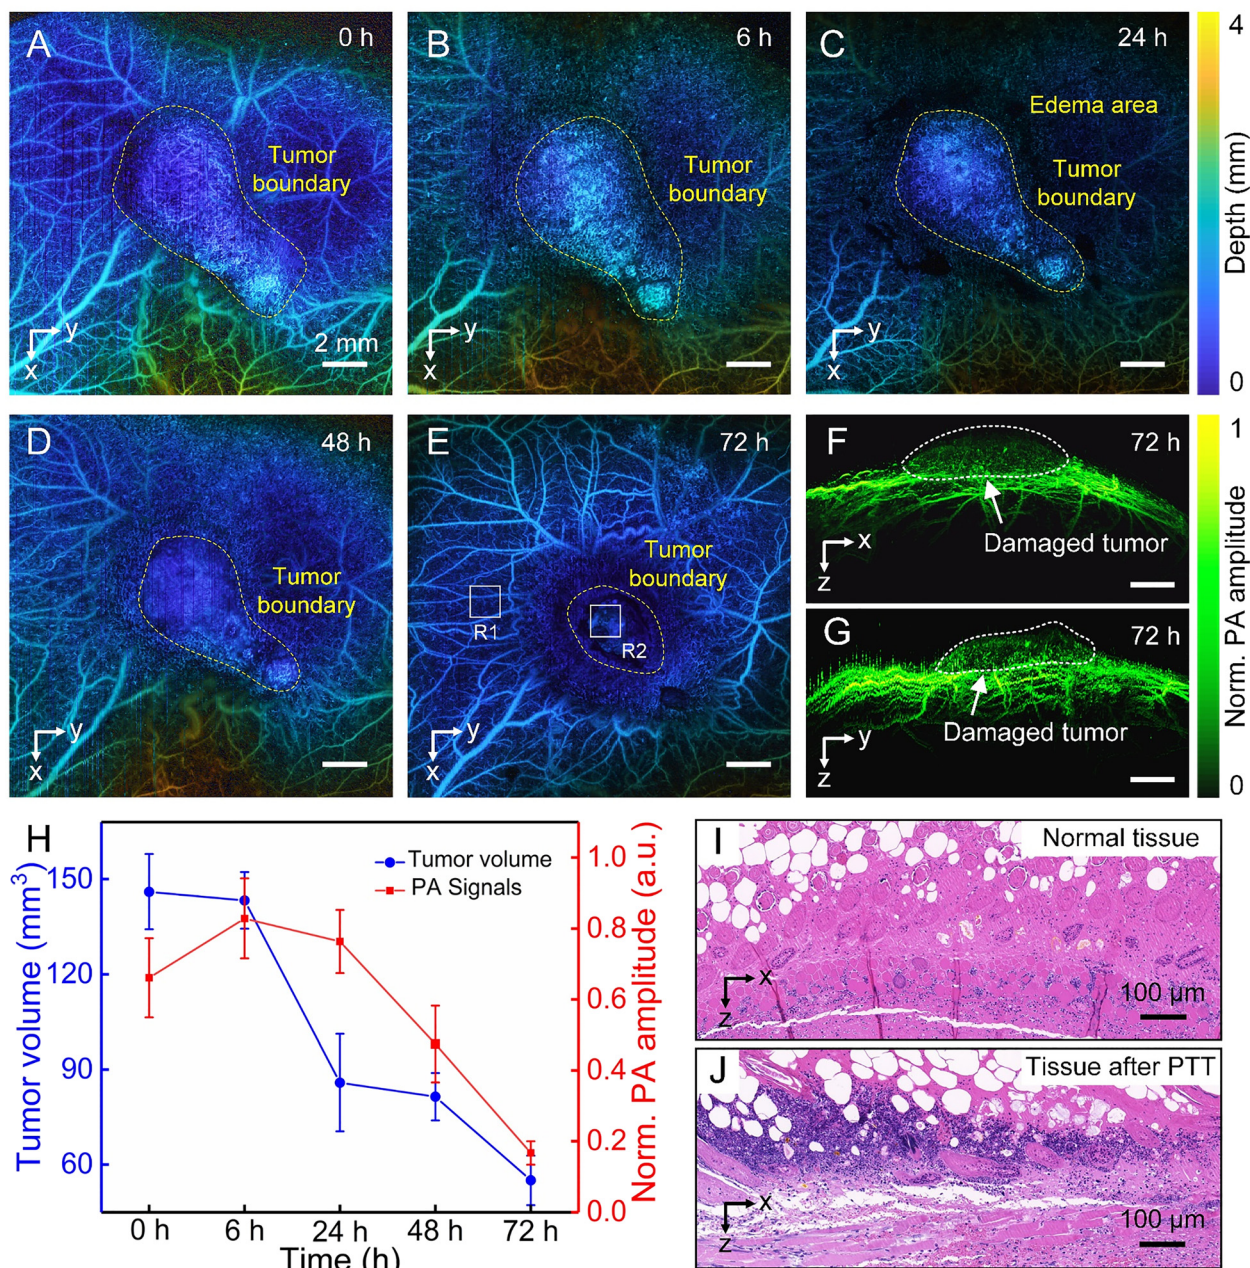 A
0 h
Tumor
boundary
y
x
2 mm
B
6 h
Tumor
boundary
y
x
C
24 h
Edema area
Tumor
boundary
y
x
4
Depth (mm)
0
D
48 h
Tumor
boundary
y
x
E
72 h
Tumor
boundary
R1
R2
y
x
F
72 h
x
z
Damaged tumor
G
72 h
y
z
Damaged tumor
1
Norm. PA amplitude
0
H
Tumor volume
PA Signals
Tumor volume (mm³)
150
120
90
60
1.0
0.8
0.6
0.4
0.2
0.0
Norm. PA amplitude (a.u.)
0 h
6 h
24 h
48 h
72 h
Time (h)
I
Normal tissue
x
z
100 µm
J
Tissue after PTT
x
z
100 µm